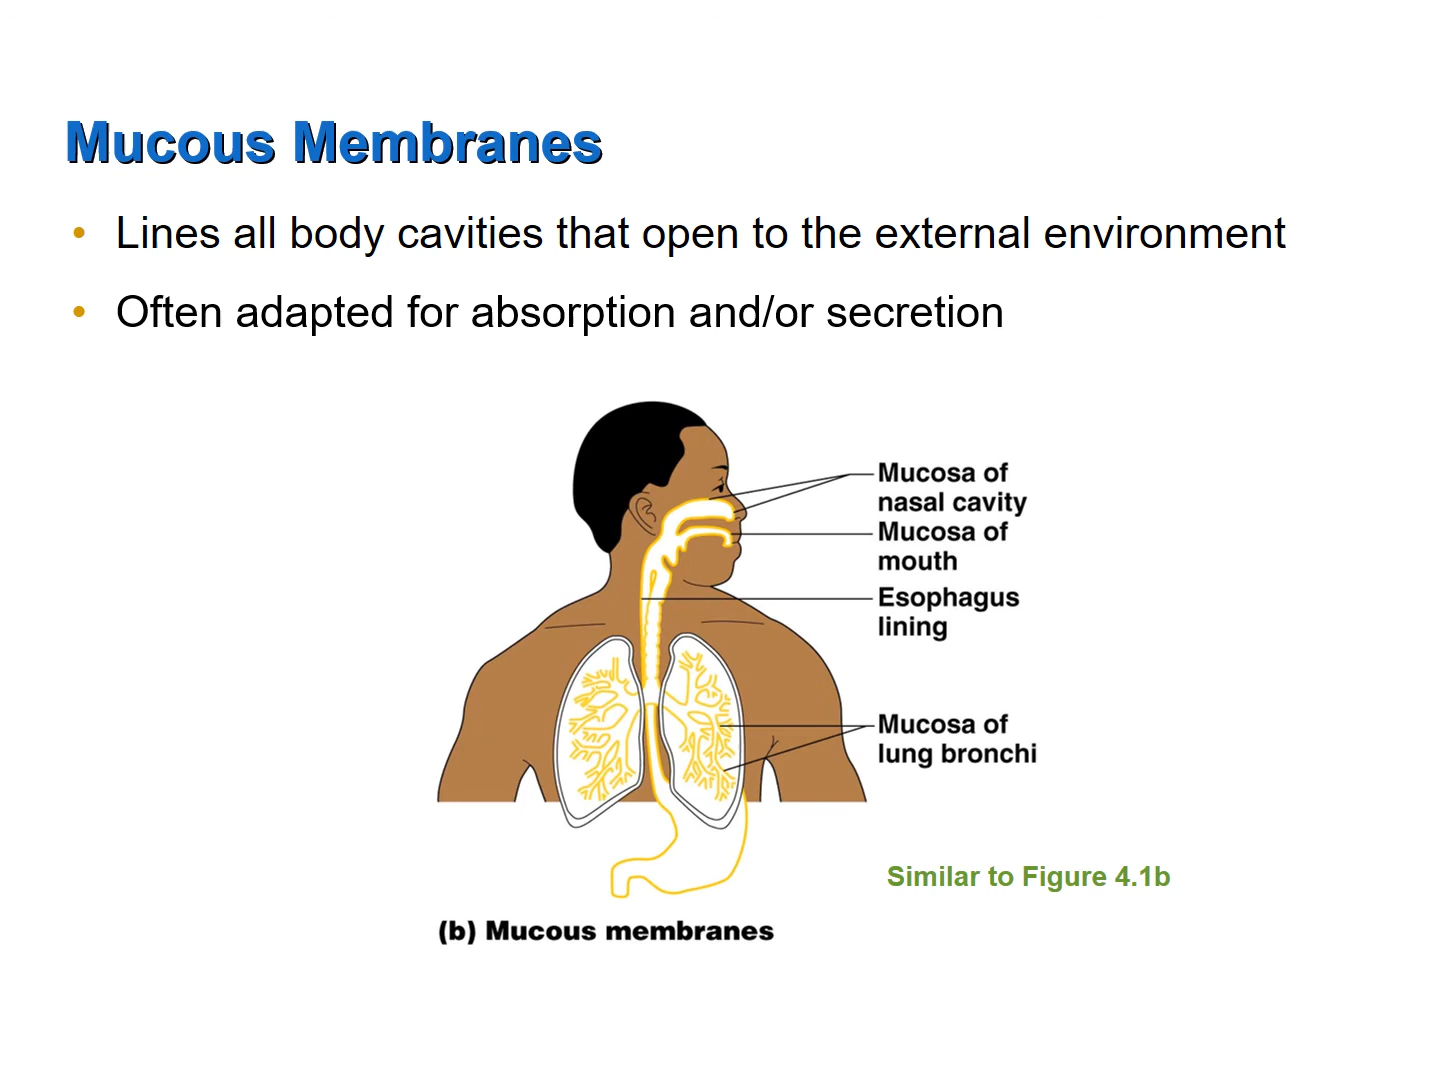 Mucous Membranes
• Lines all body cavities that open to the external environment
• Often adapted for absorption and/or secretion
Mucosa of
nasal cavity
Mucosa of
mouth
Esophagus
lining
Mucosa of
lung bronchi
Similar to Figure 4.1b
(b) Mucous membranes